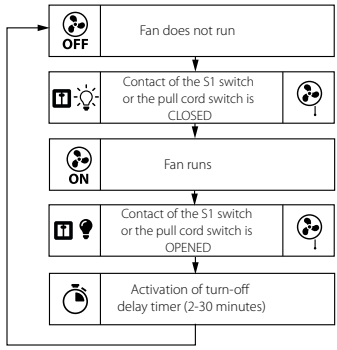 OFF
Fan does not run
Contact of the S1 switch
or the pull cord switch is
CLOSED
ON
Fan runs
Contact of the S1 switch
or the pull cord switch is
OPENED
Activation of turn-off
delay timer (2-30 minutes)